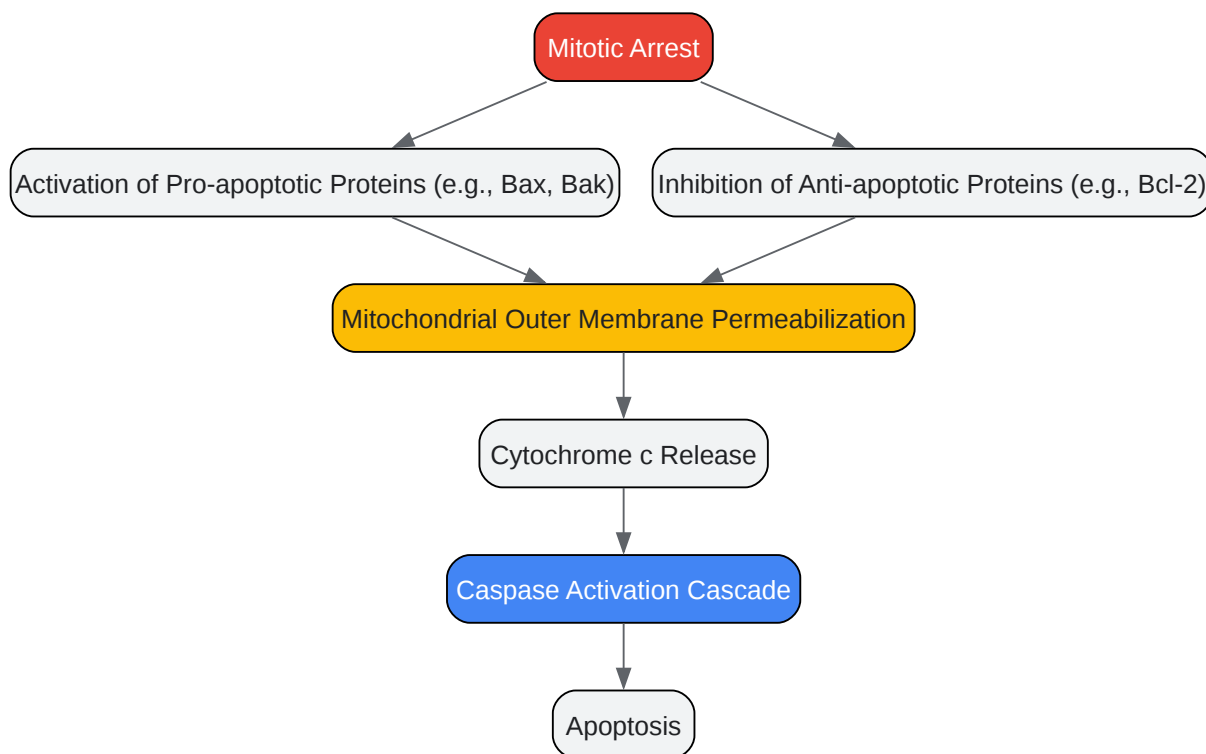 Mitotic Arrest
Activation of Pro-apoptotic Proteins (e.g., Bax, Bak)
Inhibition of Anti-apoptotic Proteins (e.g., Bcl-2)
Mitochondrial Outer Membrane Permeabilization
Cytochrome c Release
Caspase Activation Cascade
Apoptosis